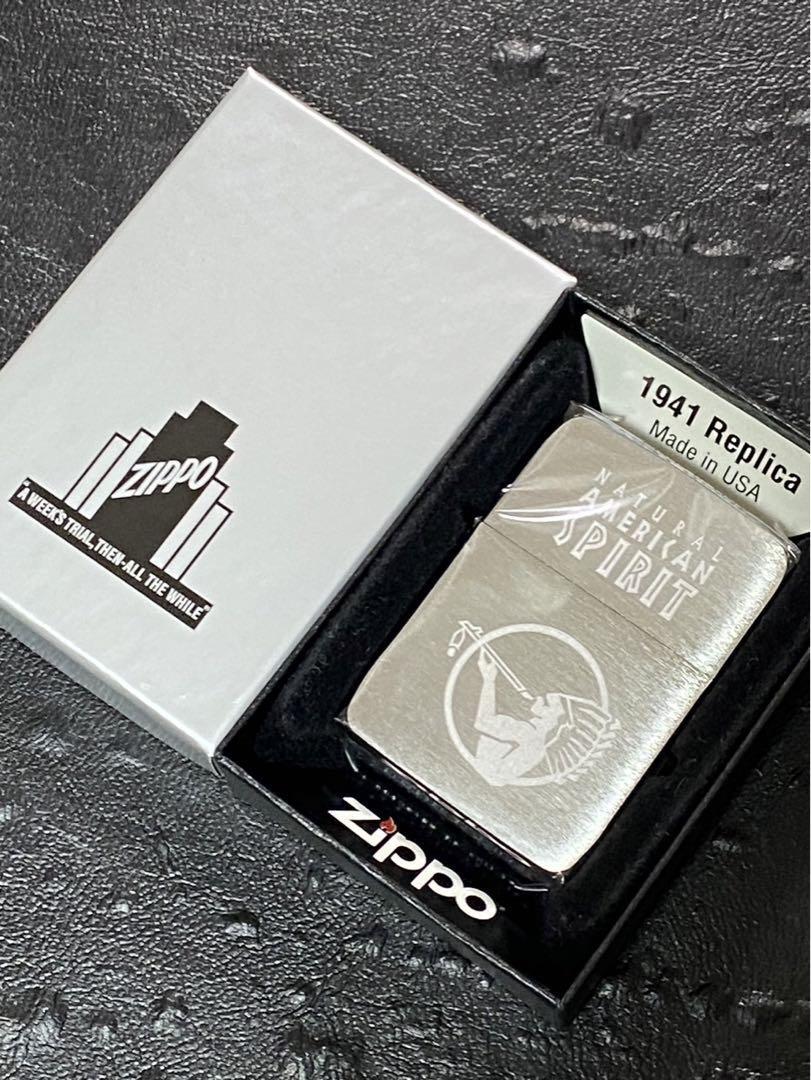 ZIPPO
"A WEEK'S TRIAL, THEN-ALL THE WHILE"
1941 Replica
Made in USA
NATURAL
AMERICAN
SPIRIT
Zippo